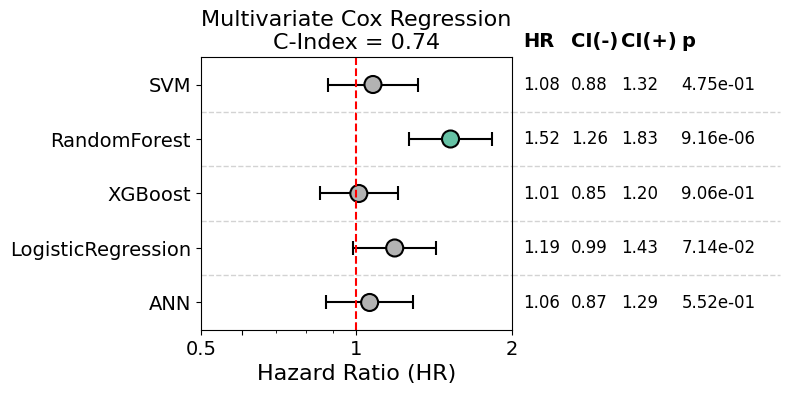 Multivariate Cox Regression
C-Index = 0.74
HR CI(-) CI(+) p
SVM 1.08 0.88 1.32 4.75e-01
RandomForest 1.52 1.26 1.83 9.16e-06
XGBoost 1.01 0.85 1.20 9.06e-01
LogisticRegression 1.19 0.99 1.43 7.14e-02
ANN 1.06 0.87 1.29 5.52e-01
0.5 1 2
Hazard Ratio (HR)